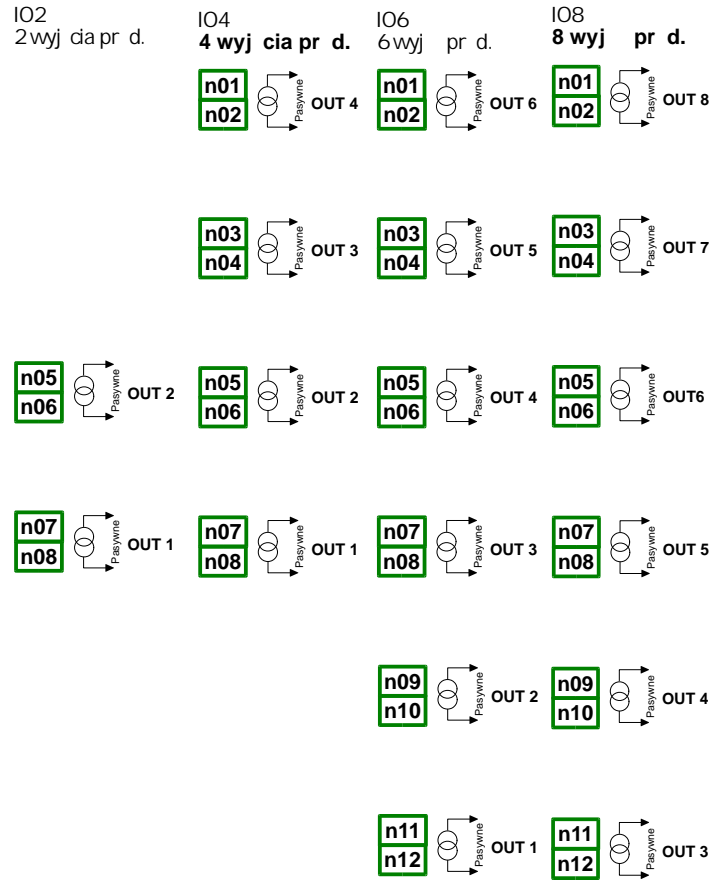 IO2
2 wyj cia pr d.
IO4
4 wyj cia pr d.
IO6
6 wyj pr d.
IO8
8 wyj pr d.
n01
n02
Pasywne
OUT 4
n01
n02
Pasywne
OUT 6
n01
n02
Pasywne
OUT 8
n03
n04
Pasywne
OUT 3
n03
n04
Pasywne
OUT 5
n03
n04
Pasywne
OUT 7
n05
n06
Pasywne
OUT 2
n05
n06
Pasywne
OUT 2
n05
n06
Pasywne
OUT 4
n05
n06
Pasywne
OUT6
n07
n08
Pasywne
OUT 1
n07
n08
Pasywne
OUT 1
n07
n08
Pasywne
OUT 3
n07
n08
Pasywne
OUT 5
n09
n10
Pasywne
OUT 2
n09
n10
Pasywne
OUT 4
n11
n12
Pasywne
OUT 1
n11
n12
Pasywne
OUT 3